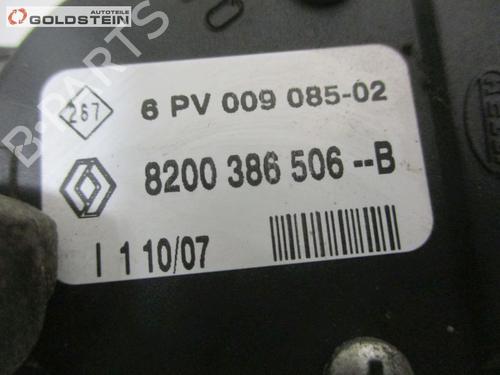 AUTOTEILE
GOLDSTEIN
B-PARTS
267
6 PV 009 085-02
8200 386 506--B
I 1 10/07